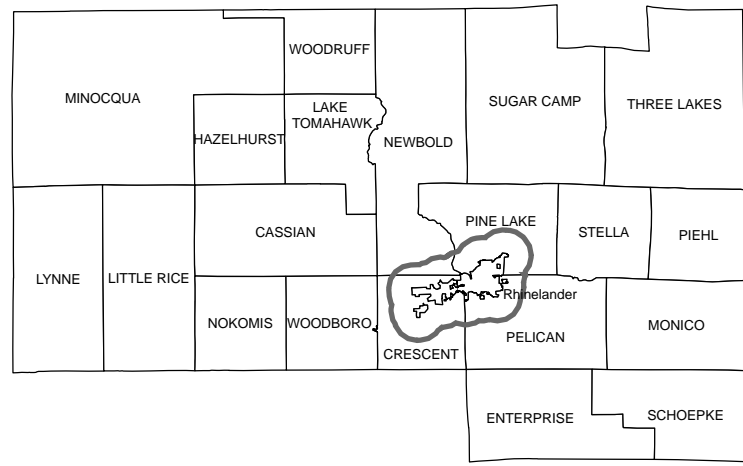 WOODRUFF
MINOCQUA
SUGAR CAMP
THREE LAKES
LAKE
TOMAHAWK
HAZELHURST
NEWBOLD
PINE LAKE
CASSIAN
STELLA
PIEHL
LYNNE
LITTLE RICE
Rhinelander
NOKOMIS
WOODBORO
MONICO
PELICAN
CRESCENT
ENTERPRISE
SCHOEPKE